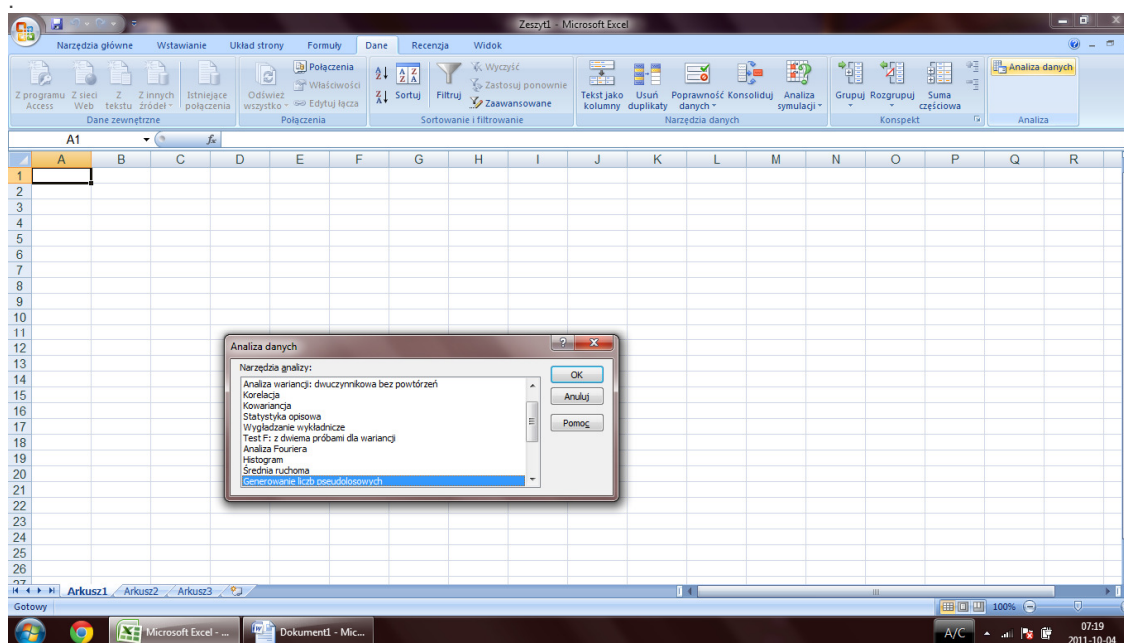 .
Zeszyt1 - Microsoft Excel
Narzędzia główne Wstawianie Układ strony Formuły Dane Recenzja Widok
Z programu Access
Z sieci Web
Z tekstu
Z innych źródeł
Istniejące połączenia
Dane zewnętrzne
Odśwież wszystko
Połączenia
Właściwości
Edytuj łącza
Połączenia
Sortuj
Filtruj
Wyczyść
Zastosuj ponownie
Zaawansowane
Sortowanie i filtrowanie
Tekst jako kolumny
Usuń duplikaty
Poprawność danych
Konsoliduj
Analiza symulacji
Narzędzia danych
Grupuj
Rozgrupuj
Suma częściowa
Konspekt
Analiza danych
Analiza
A1 fx
A B C D E F G H I J K L M N O P Q R
1
2
3
4
5
6
7
8
9
10
11
12
13
14
15
16
17
18
19
20
21
22
23
24
25
26
27
Analiza danych
Narzędzia analizy:
Analiza wariancji: dwuczynnikowa bez powtórzeń
Korelacja
Kowariancja
Statystyka opisowa
Wygładzanie wykładnicze
Test F: z dwiema próbami dla wariancji
Analiza Fouriera
Histogram
Średnia ruchoma
Generowanie liczb pseudolosowych
OK
Anuluj
Pomoc
Arkusz1 Arkusz2 Arkusz3
Gotowy 100%
Microsoft Excel - ... Dokument1 - Mic... A/C 07:19
2011-10-04